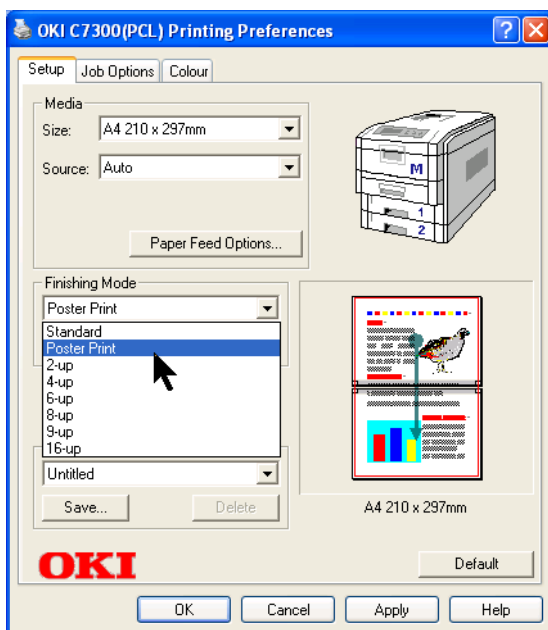 OKI C7300(PCL) Printing Preferences
Setup Job Options Colour
Media
Size: A4 210 x 297mm
Source: Auto
Paper Feed Options...
M
1
2
Finishing Mode
Poster Print
Standard
Poster Print
2-up
4-up
6-up
8-up
9-up
16-up
Untitled
Save... Delete
A4 210 x 297mm
OKI
Default
OK Cancel Apply Help